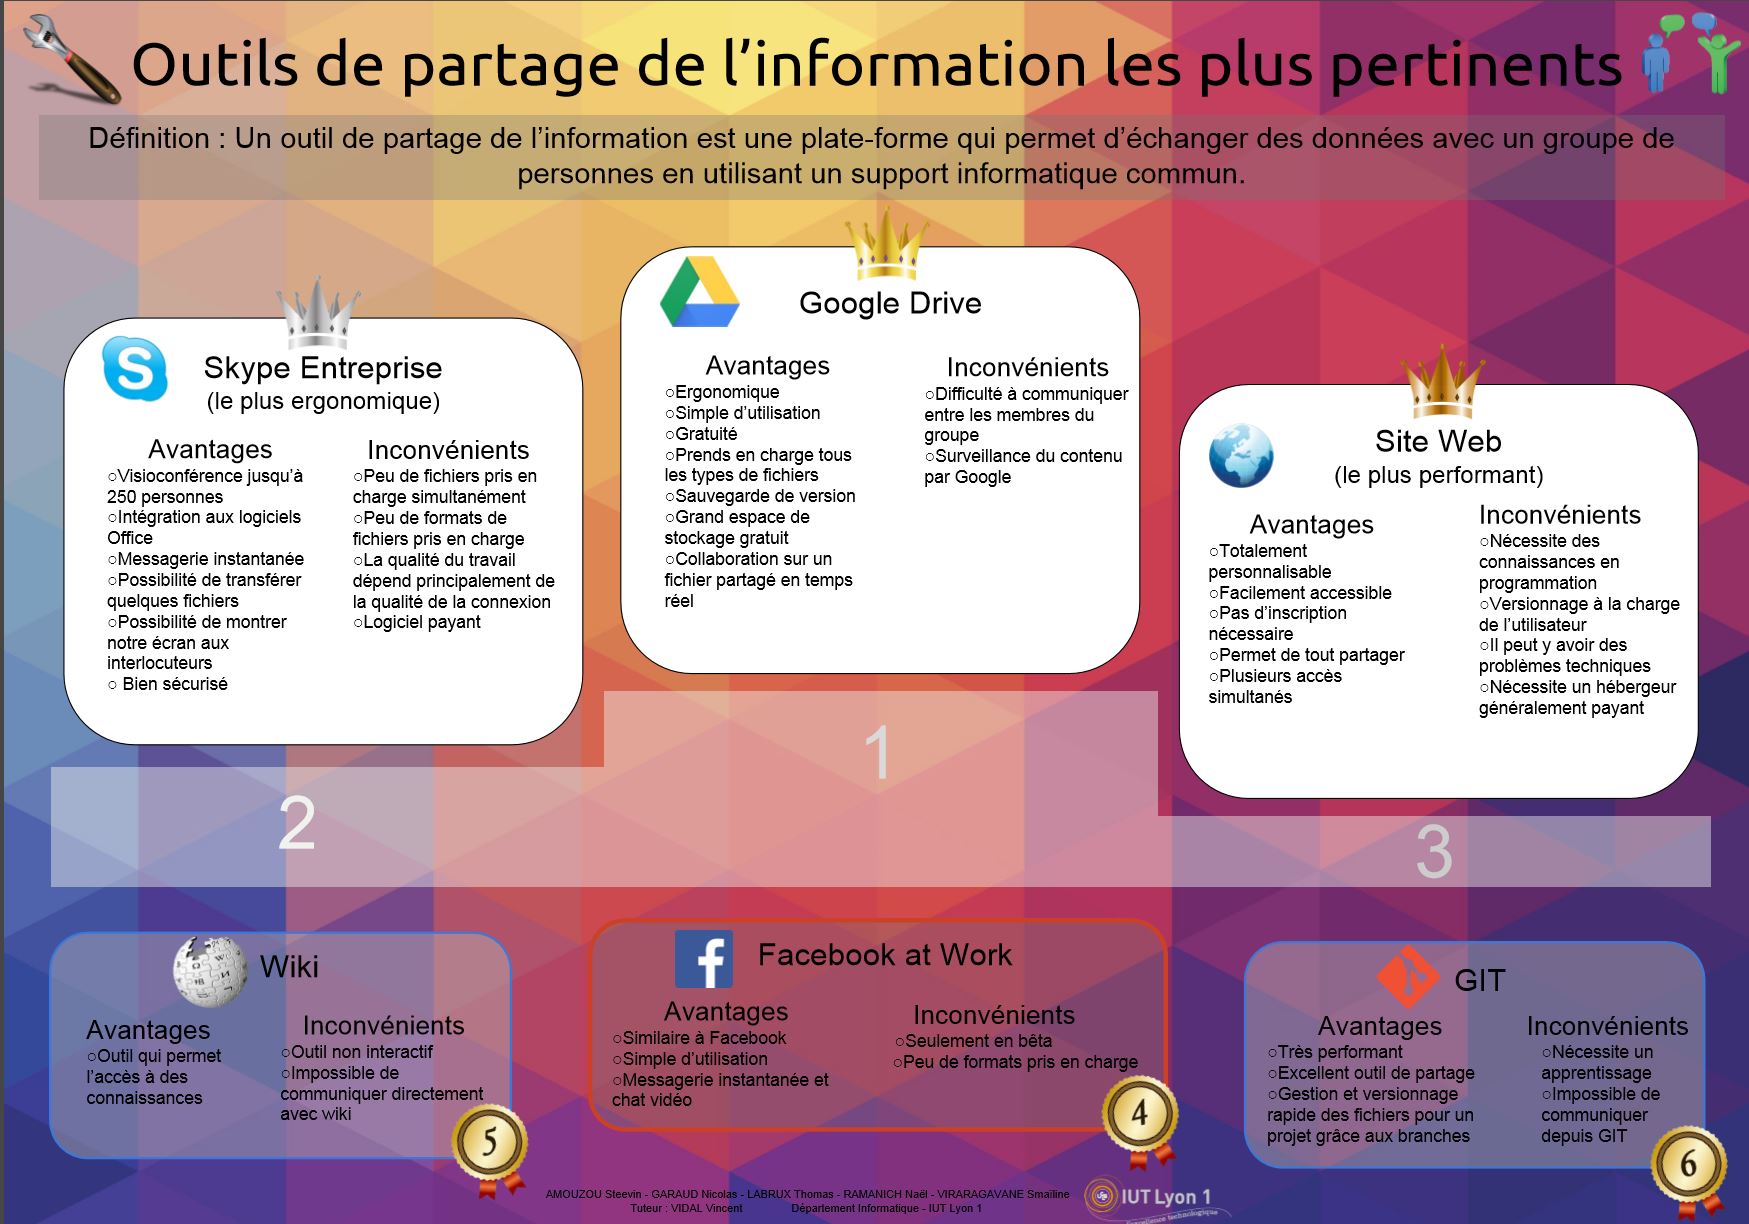 Outils de partage de l’information les plus pertinents
Définition : Un outil de partage de l’information est une plate-forme qui permet d’échanger des données avec un groupe de
personnes en utilisant un support informatique commun.
Google Drive
Avantages
○Ergonomique
○Simple d’utilisation
○Gratuité
○Prends en charge tous
les types de fichiers
○Sauvegarde de version
○Grand espace de
stockage gratuit
○Collaboration sur un
fichier partagé en temps
réel
Inconvénients
○Difficulté à communiquer
entre les membres du
groupe
○Surveillance du contenu
par Google
1
S
Skype Entreprise
(le plus ergonomique)
Avantages
○Visioconférence jusqu’à
250 personnes
○Intégration aux logiciels
Office
○Messagerie instantanée
○Possibilité de transférer
quelques fichiers
○Possibilité de montrer
notre écran aux
interlocuteurs
○ Bien sécurisé
Inconvénients
○Peu de fichiers pris en
charge simultanément
○Peu de formats de
fichiers pris en charge
○La qualité du travail
dépend principalement de
la qualité de la connexion
○Logiciel payant
2
Site Web
(le plus performant)
Avantages
○Totalement
personnalisable
○Facilement accessible
○Pas d’inscription
nécessaire
○Permet de tout partager
○Plusieurs accès
simultanés
Inconvénients
○Nécessite des
connaissances en
programmation
○Versionnage à la charge
de l’utilisateur
○Il peut y avoir des
problèmes techniques
○Nécessite un hébergeur
généralement payant
3
Wiki
Avantages
○Outil qui permet
l’accès à des
connaissances
Inconvénients
○Outil non interactif
○Impossible de
communiquer directement
avec wiki
5
f
Facebook at Work
Avantages
○Similaire à Facebook
○Simple d’utilisation
○Messagerie instantanée et
chat vidéo
Inconvénients
○Seulement en bêta
○Peu de formats pris en charge
4
GIT
Avantages
○Très performant
○Excellent outil de partage
○Gestion et versionnage
rapide des fichiers pour un
projet grâce aux branches
Inconvénients
○Nécessite un
apprentissage
○Impossible de
communiquer
depuis GIT
6
AMOUZOU Steevin - GARAUD Nicolas - LABRUX Thomas - RAMANICH Naël - VIRARAGAVANE Smaïline
Tuteur : VIDAL Vincent Département Informatique - IUT Lyon 1
IUT Lyon 1
Excellence technologique